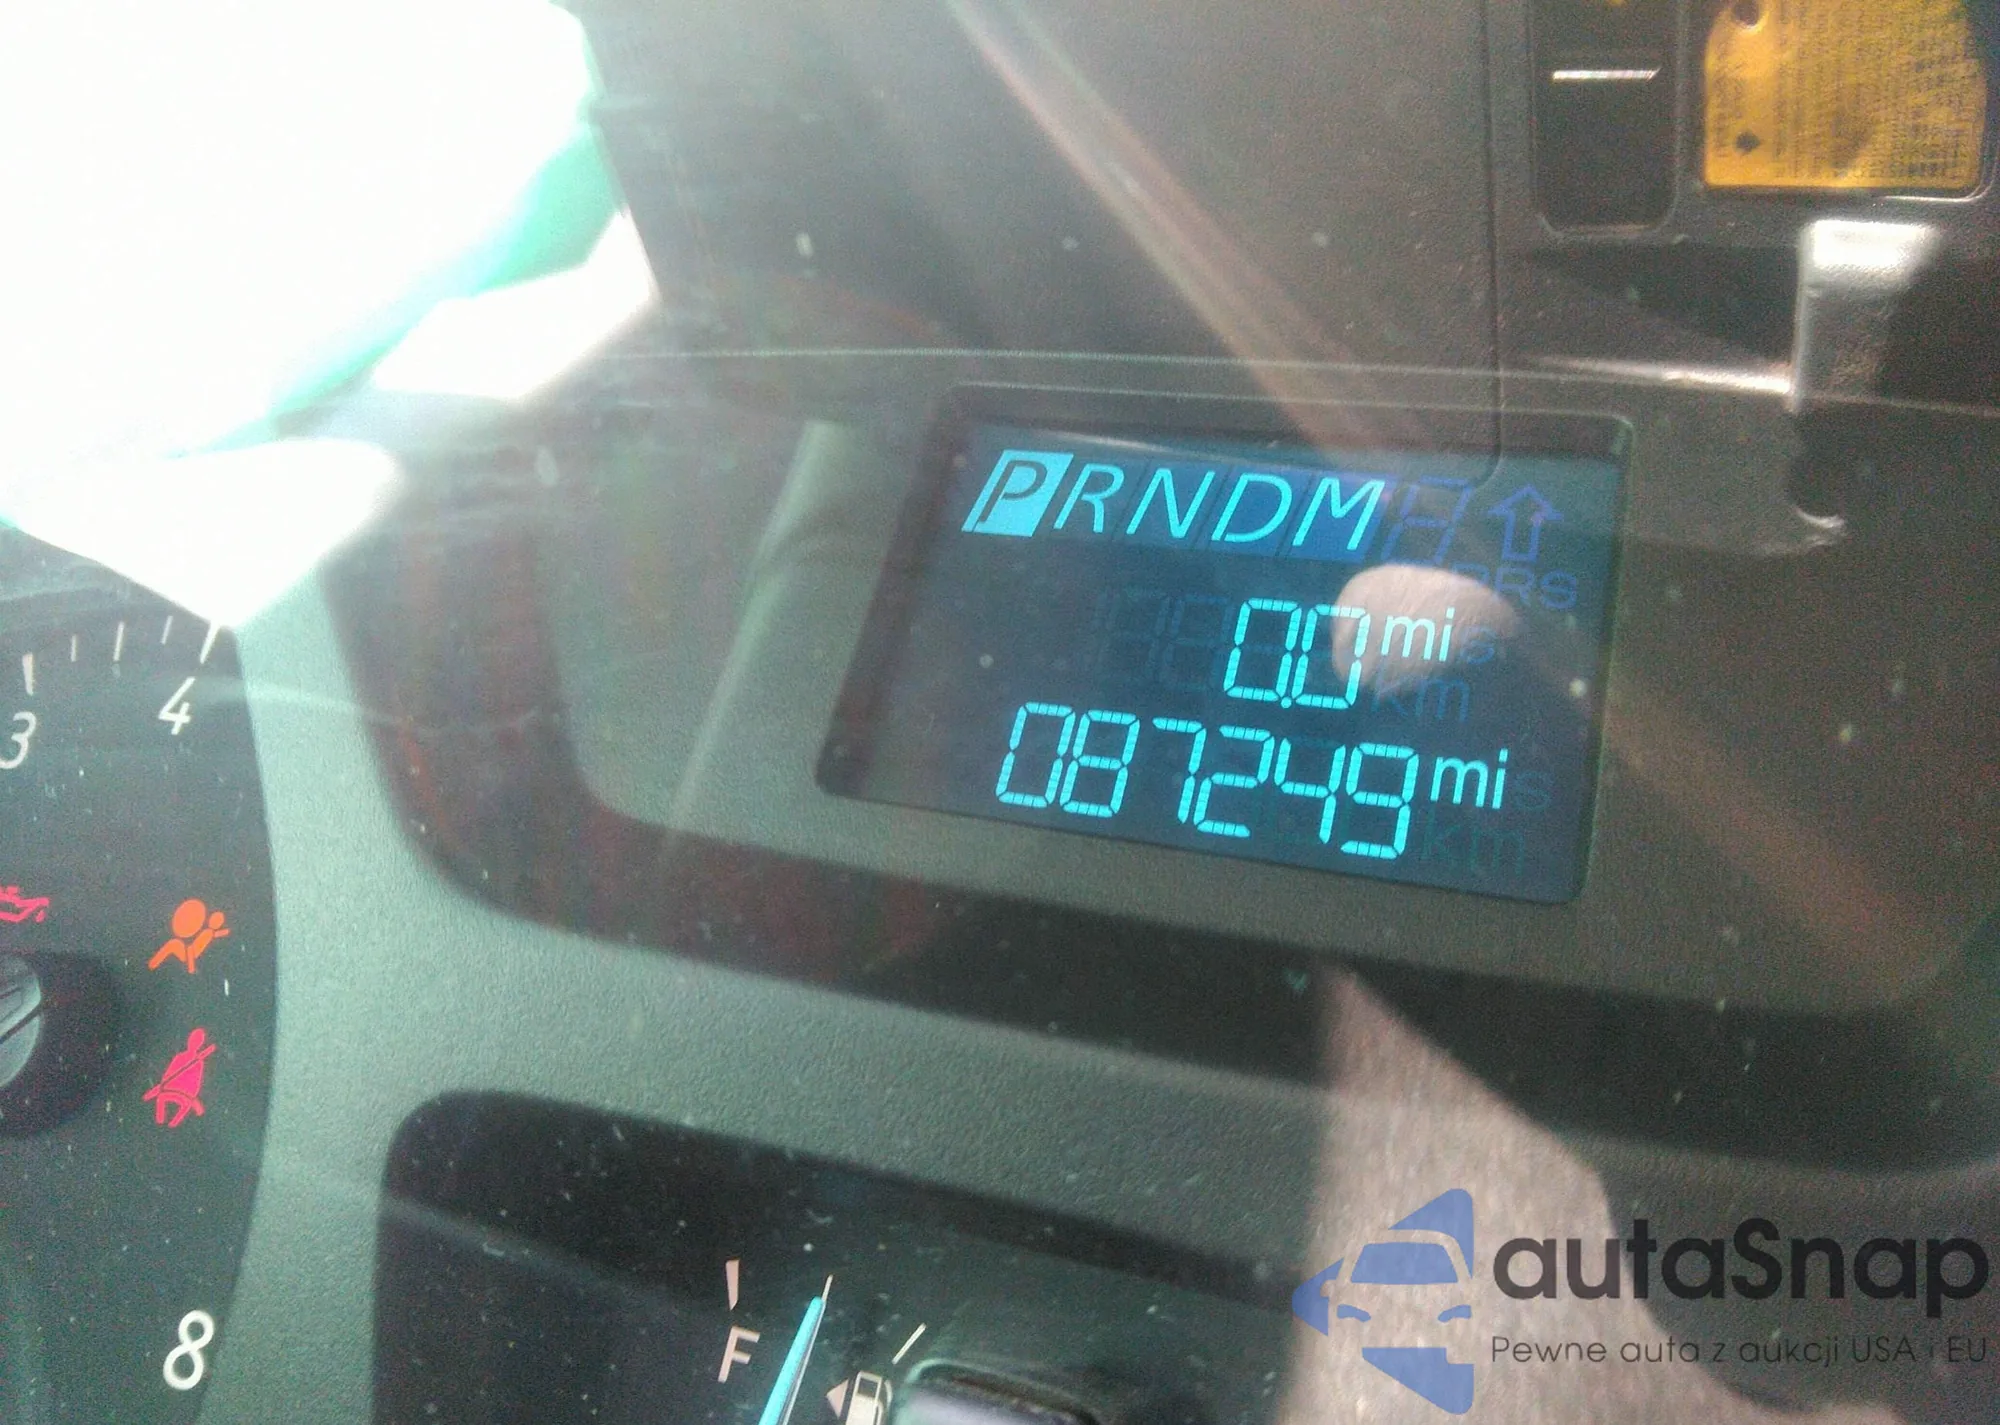 PRNDM
0.0 mi
087249 mi
3
4
8
F
autaSnap
Pewne auta z aukcji USA i EU